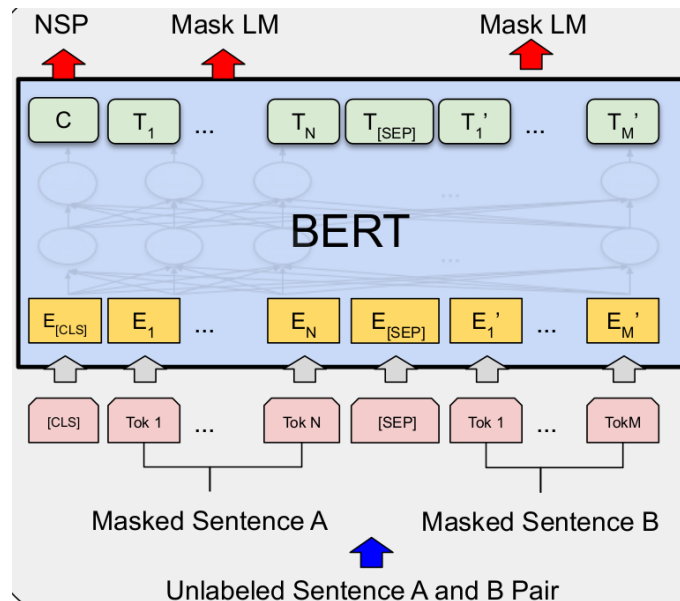 NSP Mask LM Mask LM
C T1 ... TN T[SEP] T1’ ... TM’
...
BERT
...
E[CLS] E1 ... EN E[SEP] E1’ ... EM’
[CLS] Tok 1 ... Tok N [SEP] Tok 1 ... TokM
Masked Sentence A Masked Sentence B
Unlabeled Sentence A and B Pair